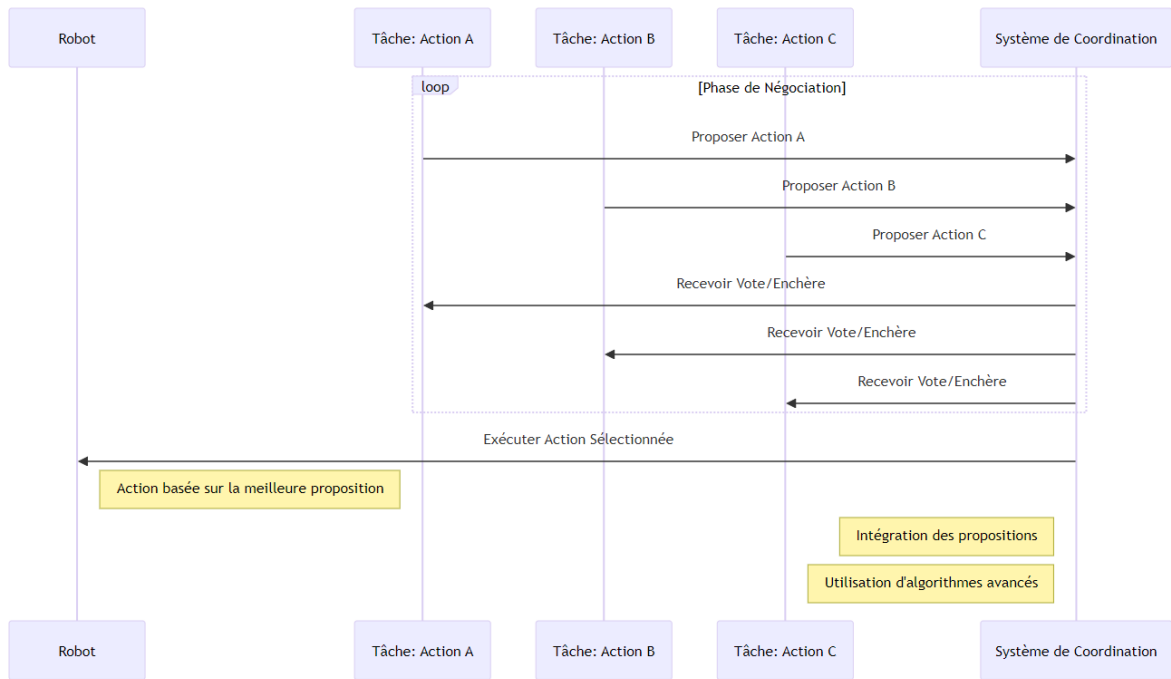 Robot
Tâche: Action A
Tâche: Action B
Tâche: Action C
Système de Coordination
loop
[Phase de Négociation]
Proposer Action A
Proposer Action B
Proposer Action C
Recevoir Vote/Enchère
Recevoir Vote/Enchère
Recevoir Vote/Enchère
Exécuter Action Sélectionnée
Action basée sur la meilleure proposition
Intégration des propositions
Utilisation d'algorithmes avancés
Robot
Tâche: Action A
Tâche: Action B
Tâche: Action C
Système de Coordination